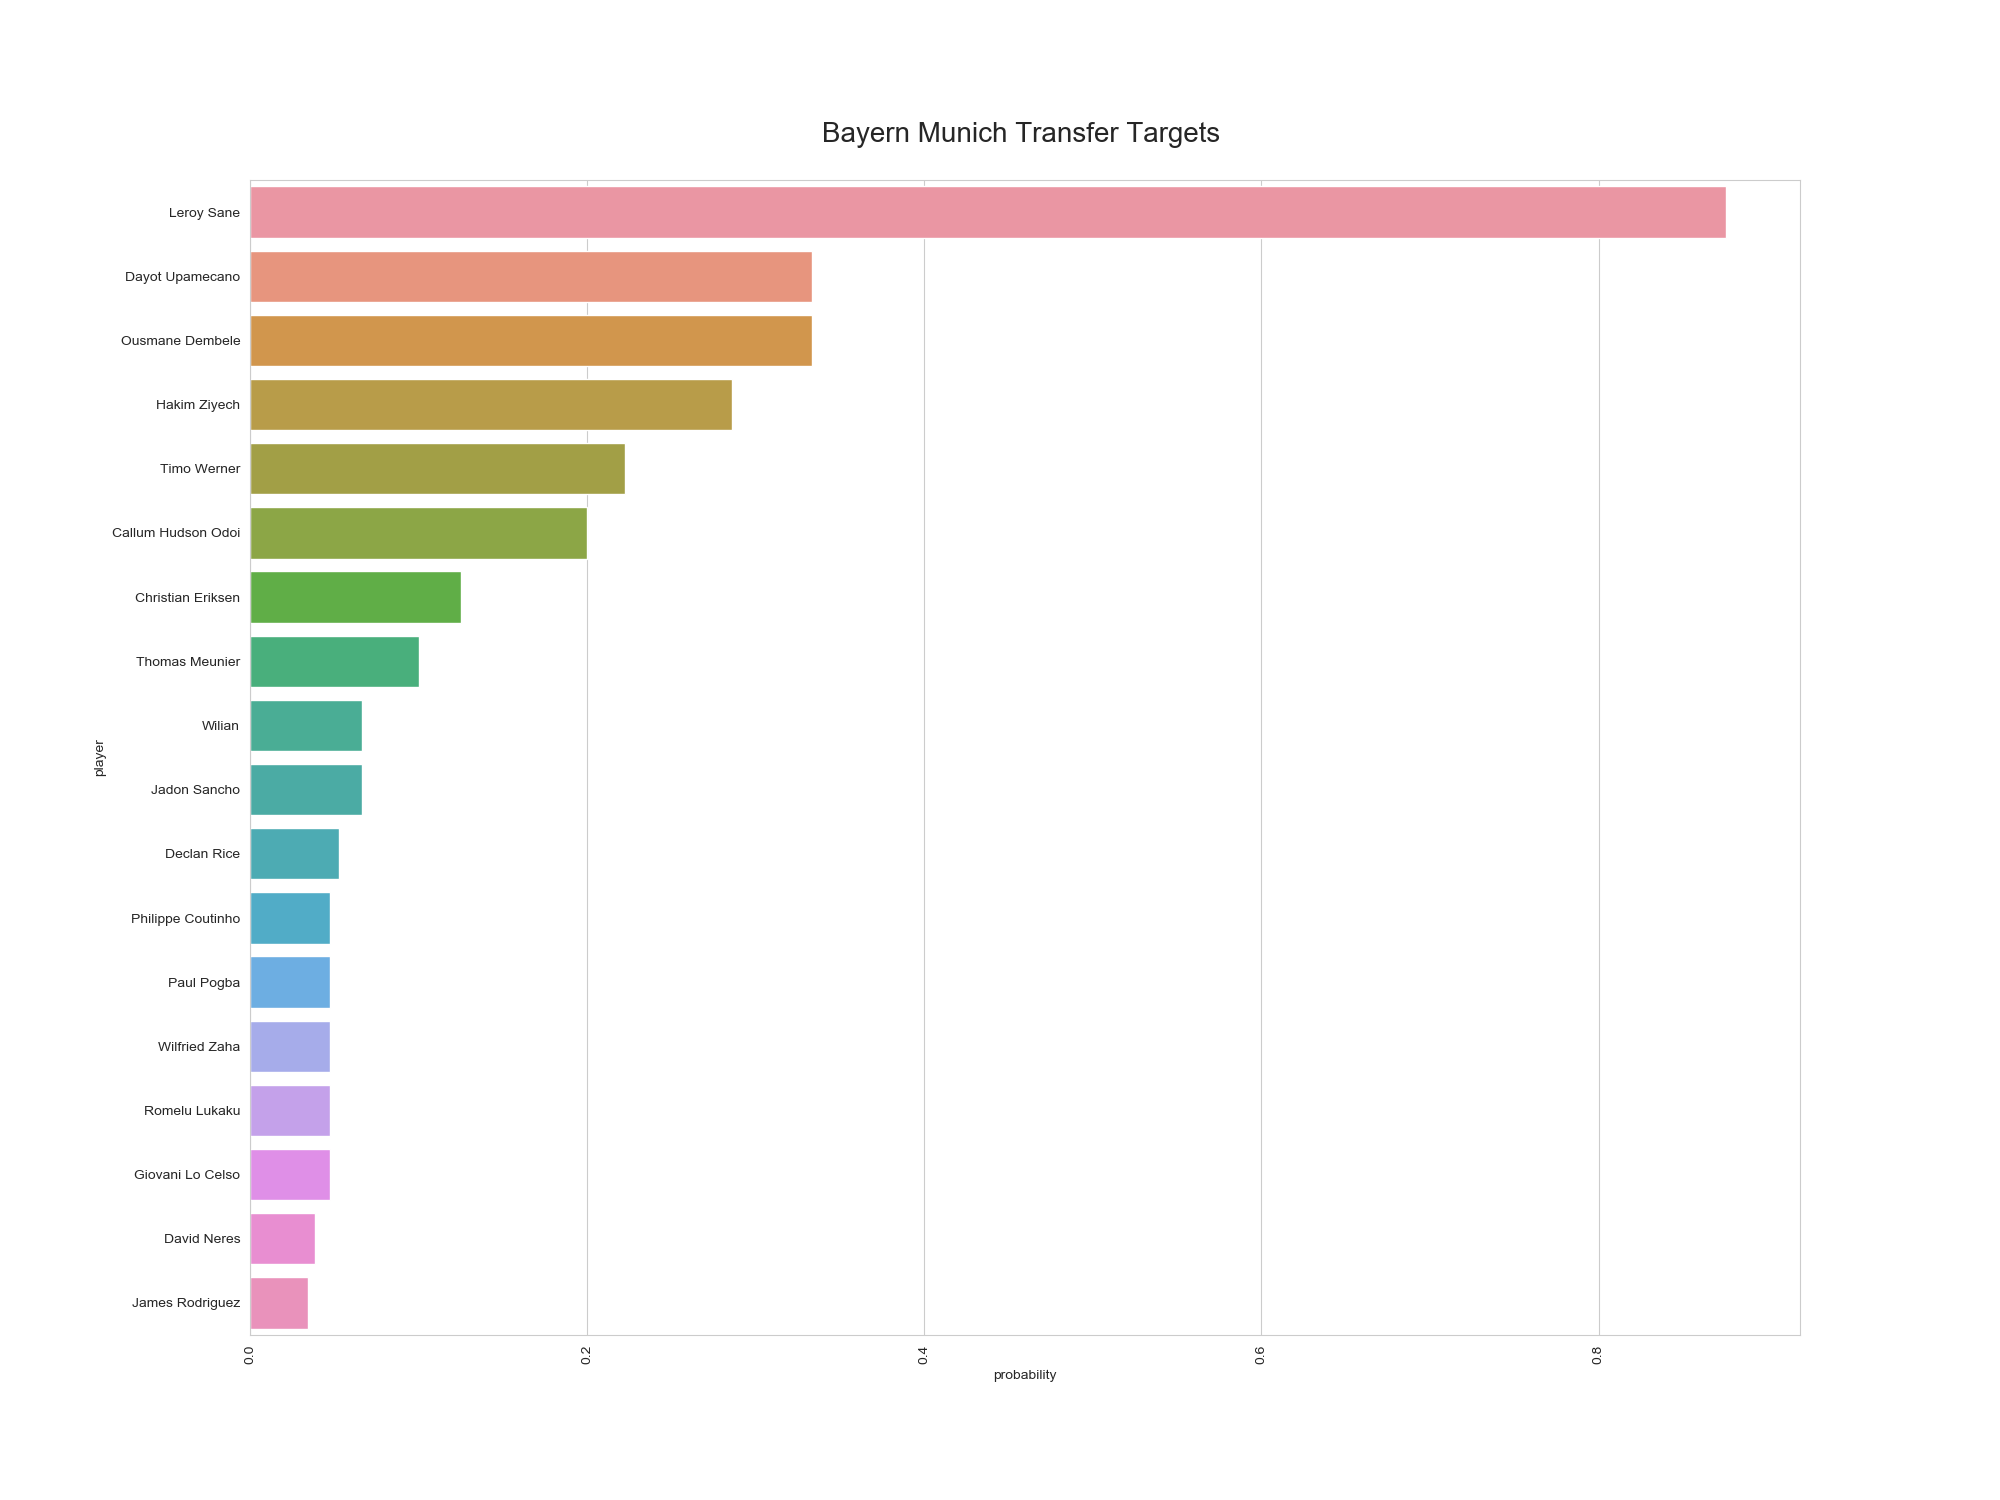 Bayern Munich Transfer Targets
Leroy Sane
Dayot Upamecano
Ousmane Dembele
Hakim Ziyech
Timo Werner
Callum Hudson Odoi
Christian Eriksen
Thomas Meunier
Wilian
Jadon Sancho
Declan Rice
Philippe Coutinho
Paul Pogba
Wilfried Zaha
Romelu Lukaku
Giovani Lo Celso
David Neres
James Rodriguez
player
0.0
0.2
0.4
0.6
0.8
probability